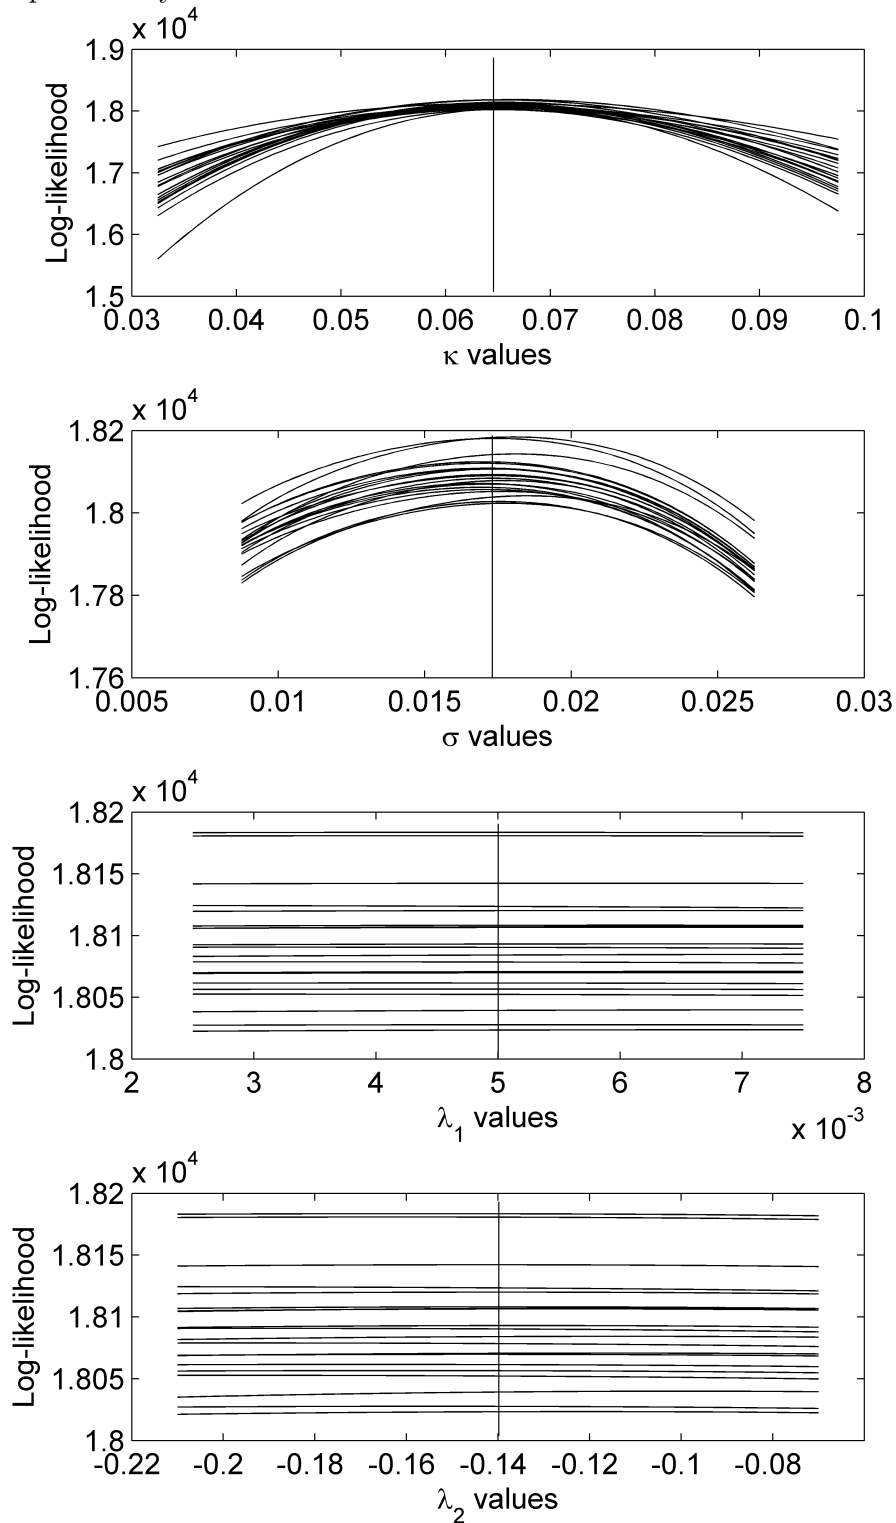 x 10^4
1.9
1.8
1.7
1.6
1.5
Log-likelihood
0.03 0.04 0.05 0.06 0.07 0.08 0.09 0.1
κ values
x 10^4
1.82
1.8
1.78
1.76
Log-likelihood
0.005 0.01 0.015 0.02 0.025 0.03
σ values
x 10^4
1.82
1.815
1.81
1.805
1.8
Log-likelihood
2 3 4 5 6 7 8
λ_1 values
x 10^-3
x 10^4
1.82
1.815
1.81
1.805
1.8
Log-likelihood
-0.22 -0.2 -0.18 -0.16 -0.14 -0.12 -0.1 -0.08
λ_2 values